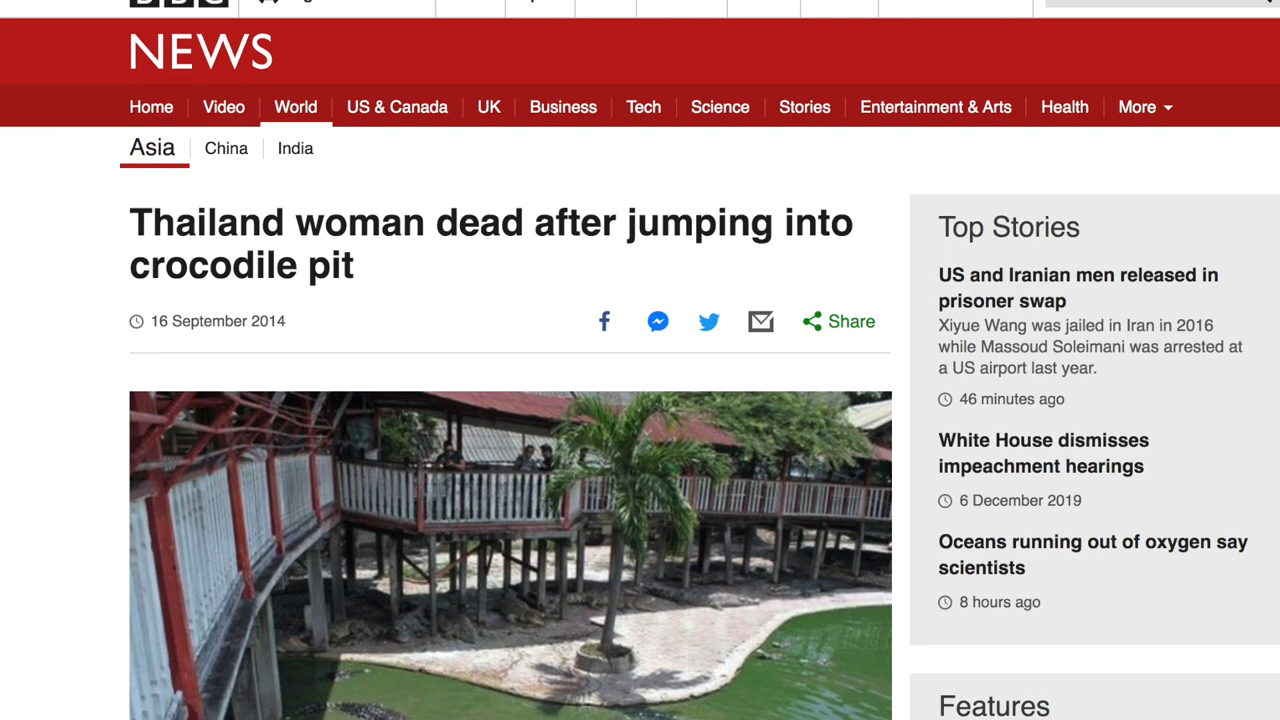 BBC
NEWS
Home Video World US & Canada UK Business Tech Science Stories Entertainment & Arts Health More
Asia China India
Thailand woman dead after jumping into
crocodile pit
16 September 2014
Share
Top Stories
US and Iranian men released in
prisoner swap
Xiyue Wang was jailed in Iran in 2016
while Massoud Soleimani was arrested at
a US airport last year.
46 minutes ago
White House dismisses
impeachment hearings
6 December 2019
Oceans running out of oxygen say
scientists
8 hours ago
Features